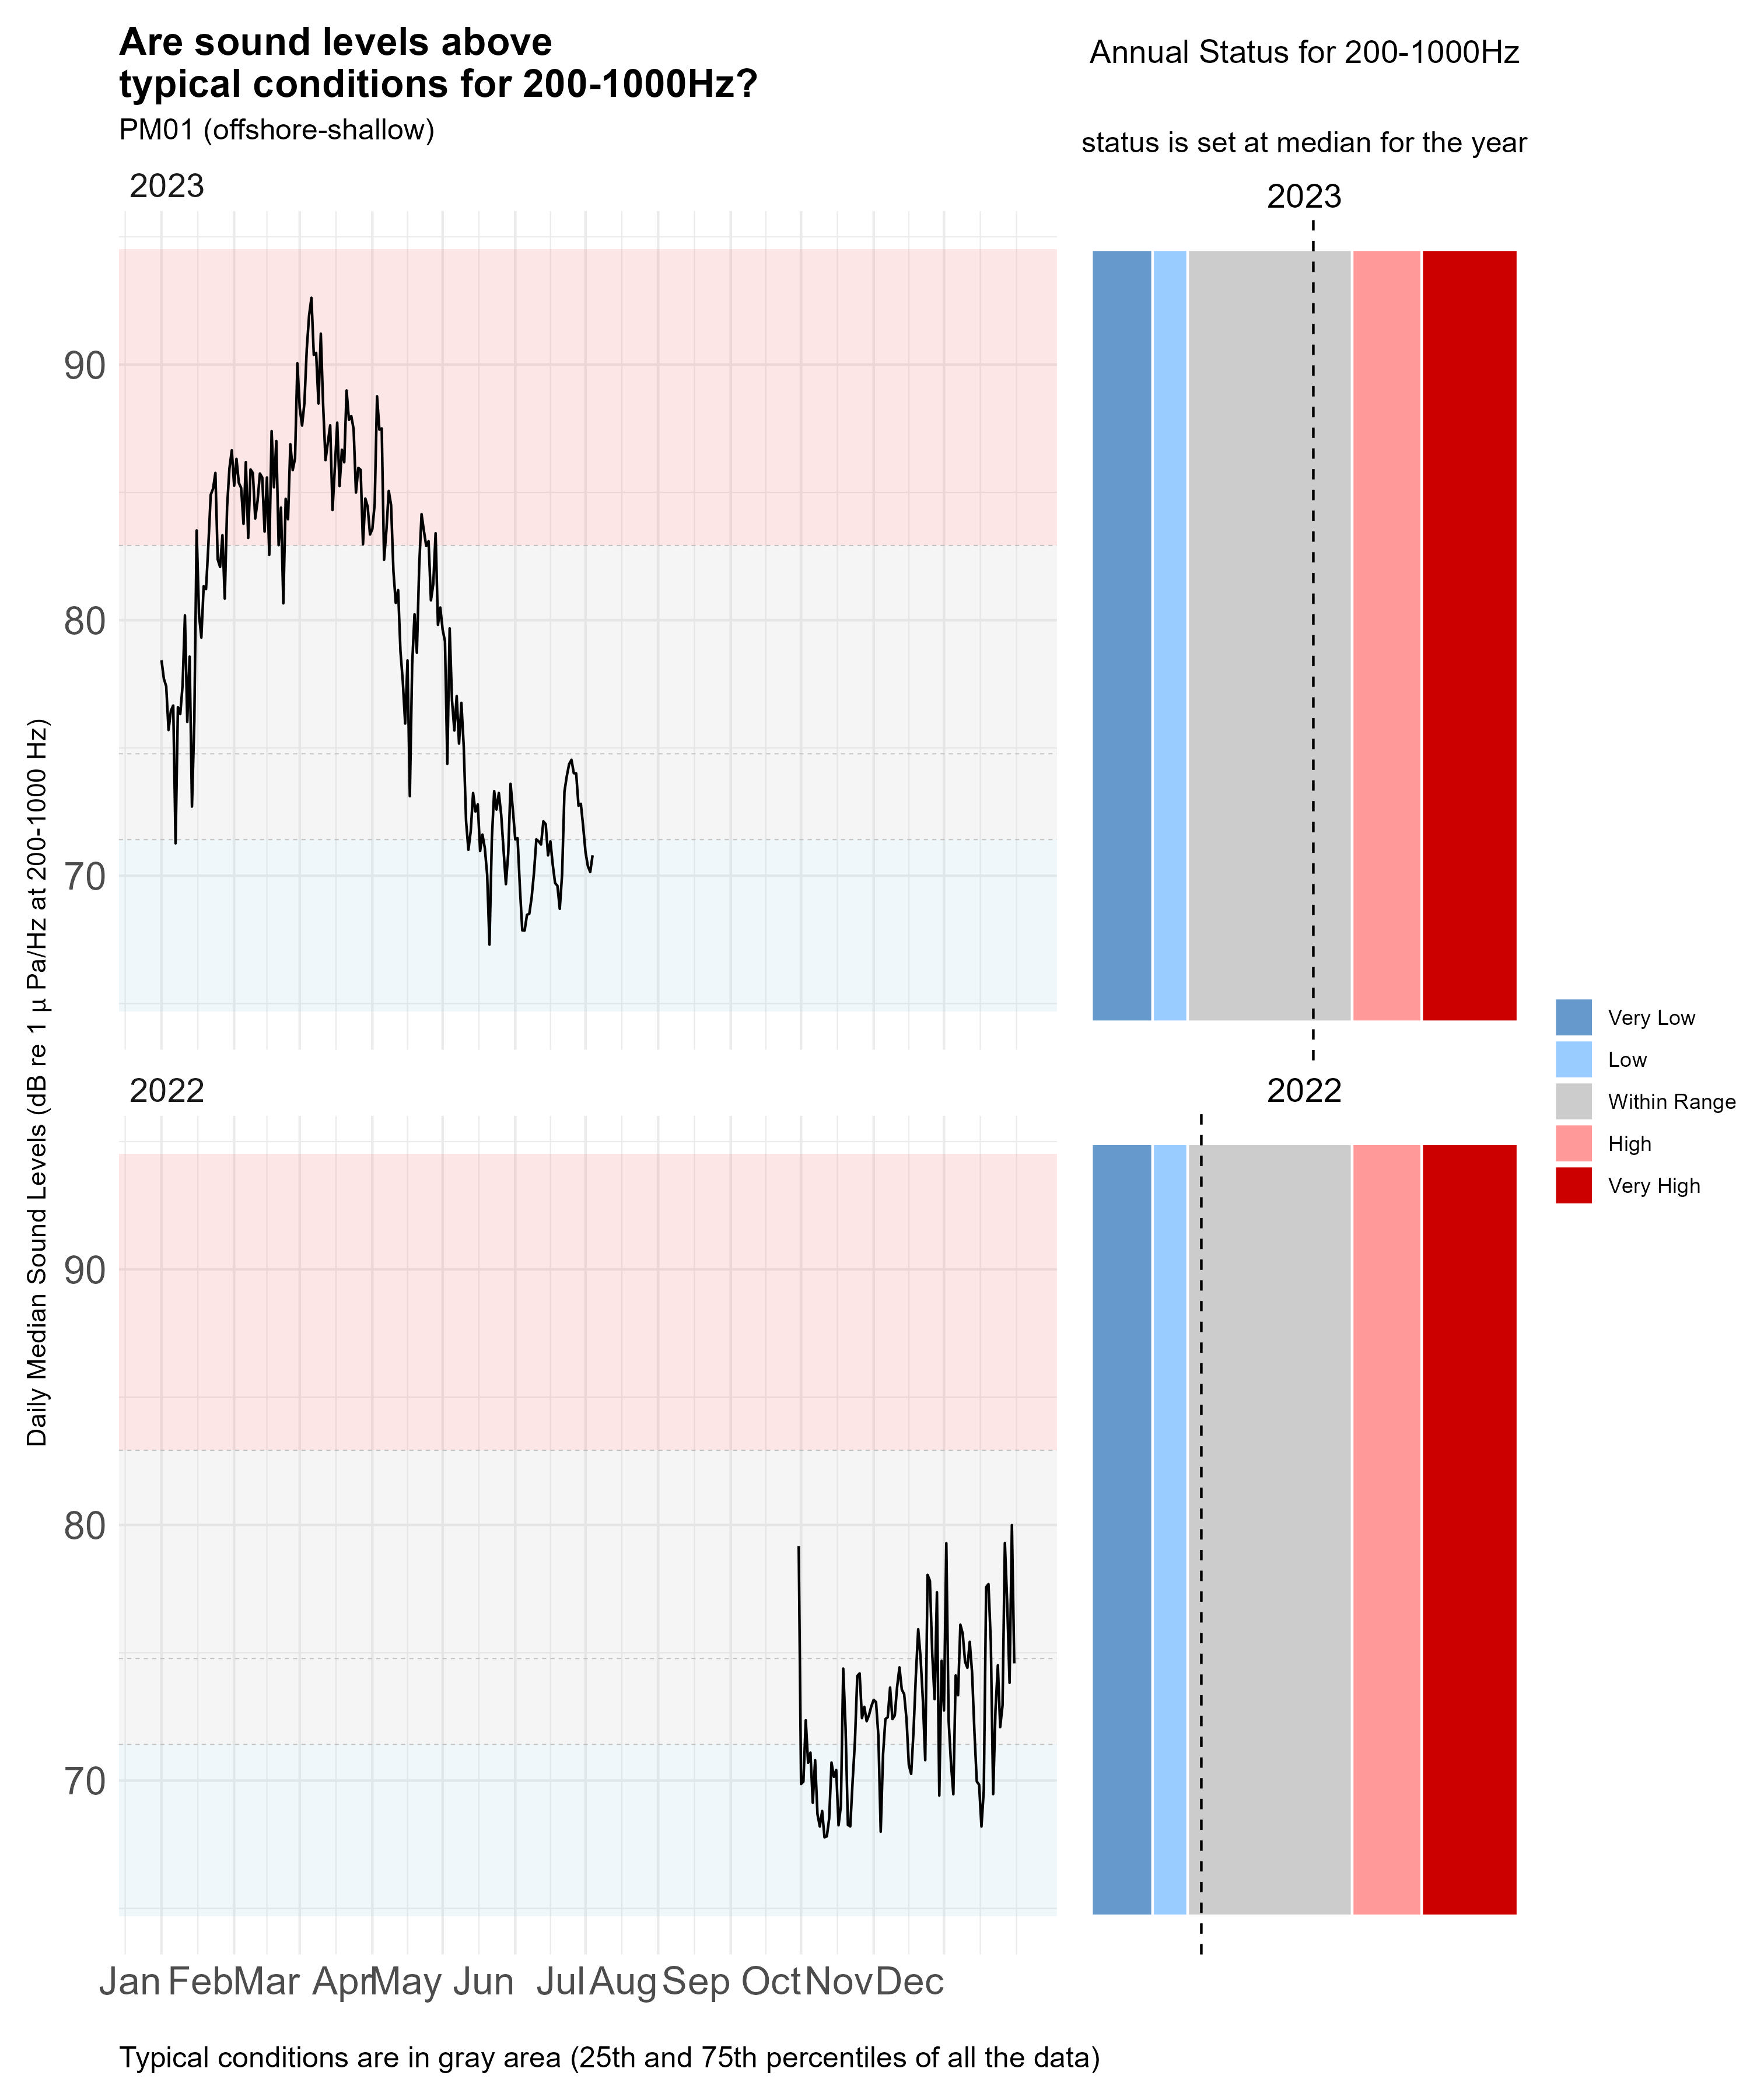 Are sound levels above
typical conditions for 200-1000Hz?
PM01 (offshore-shallow)
Annual Status for 200-1000Hz
status is set at median for the year
2023
2023
90
80
70
Daily Median Sound Levels (dB re 1 µ Pa/Hz at 200-1000 Hz)
2022
2022
90
80
70
Very Low
Low
Within Range
High
Very High
Jan Feb Mar Apr May Jun Jul Aug Sep Oct Nov Dec
Typical conditions are in gray area (25th and 75th percentiles of all the data)